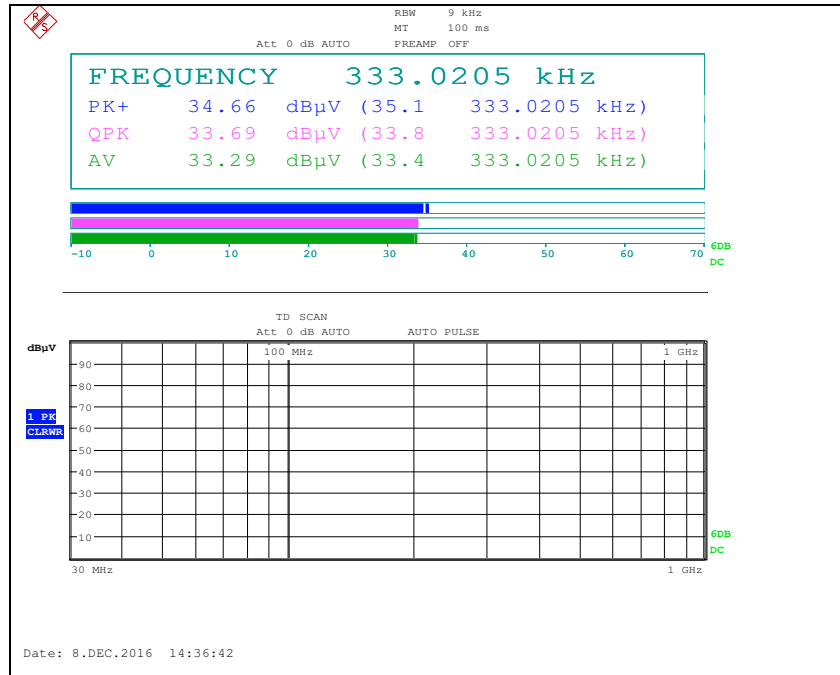 R&S
RBW 9 kHz
MT 100 ms
Att 0 dB AUTO PREAMP OFF
FREQUENCY 333.0205 kHz
PK+ 34.66 dBµV (35.1 333.0205 kHz)
QPK 33.69 dBµV (33.8 333.0205 kHz)
AV 33.29 dBµV (33.4 333.0205 kHz)
6DB
-10 0 10 20 30 40 50 60 70
DC
TD SCAN
Att 0 dB AUTO AUTO PULSE
dBµV
100 MHz 1 GHz
90
80
70
1 PK
60
CLRWR
50
40
30
20
10
6DB
DC
30 MHz 1 GHz
Date: 8.DEC.2016 14:36:42